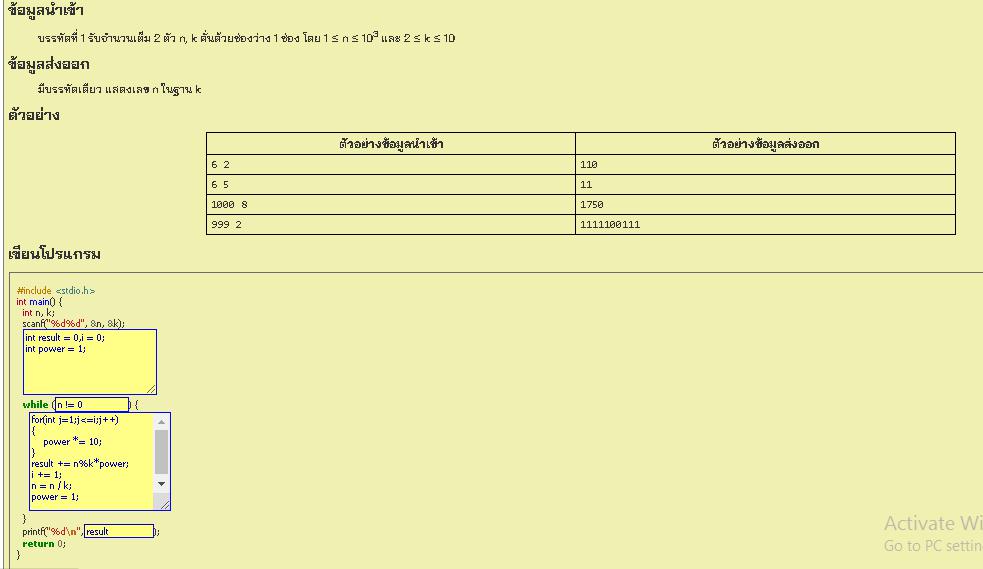 ข้อมูลนำเข้า
บรรทัดที่ 1 รับจำนวนเต็ม 2 ตัว n, k คั่นด้วยช่องว่าง 1 ช่อง โดย 1 ≤ n ≤ 10³ และ 2 ≤ k ≤ 10
ข้อมูลส่งออก
มีบรรทัดเดียว แสดงเลข n ในฐาน k
ตัวอย่าง
ตัวอย่างข้อมูลนำเข้า ตัวอย่างข้อมูลส่งออก
6 2 110
6 5 11
1000 8 1750
999 2 1111100111
เขียนโปรแกรม
#include <stdio.h>
int main() {
int n, k;
scanf("%d%d", &n, &k);
int result = 0,i = 0;
int power = 1;
while (n != 0) {
for(int j=1;j<=i;j++)
{
power *= 10;
}
result += n%k*power;
i += 1;
n = n / k;
power = 1;
}
printf("%d\n", result);
return 0;
}
Activate Wi
Go to PC settin